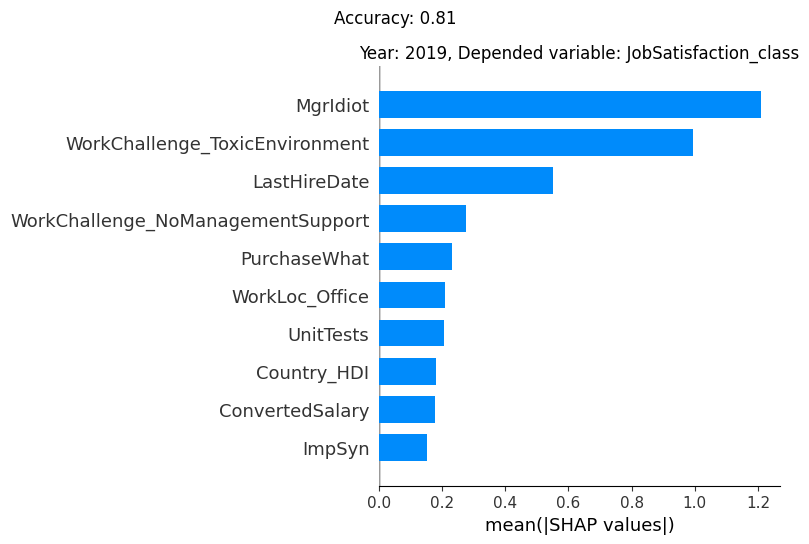 Accuracy: 0.81
Year: 2019, Depended variable: JobSatisfaction_class
MgrIdiot
WorkChallenge_ToxicEnvironment
LastHireDate
WorkChallenge_NoManagementSupport
PurchaseWhat
WorkLoc_Office
UnitTests
Country_HDI
ConvertedSalary
ImpSyn
0.0 0.2 0.4 0.6 0.8 1.0 1.2
mean(|SHAP values|)